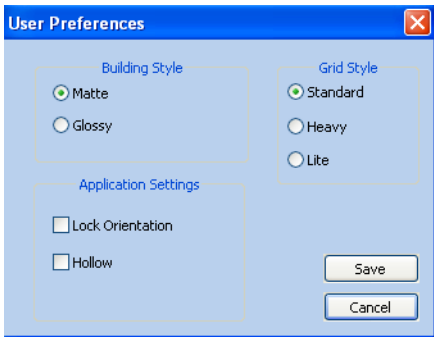 User Preferences
Building Style
Matte
Glossy
Grid Style
Standard
Heavy
Lite
Application Settings
Lock Orientation
Hollow
Save
Cancel